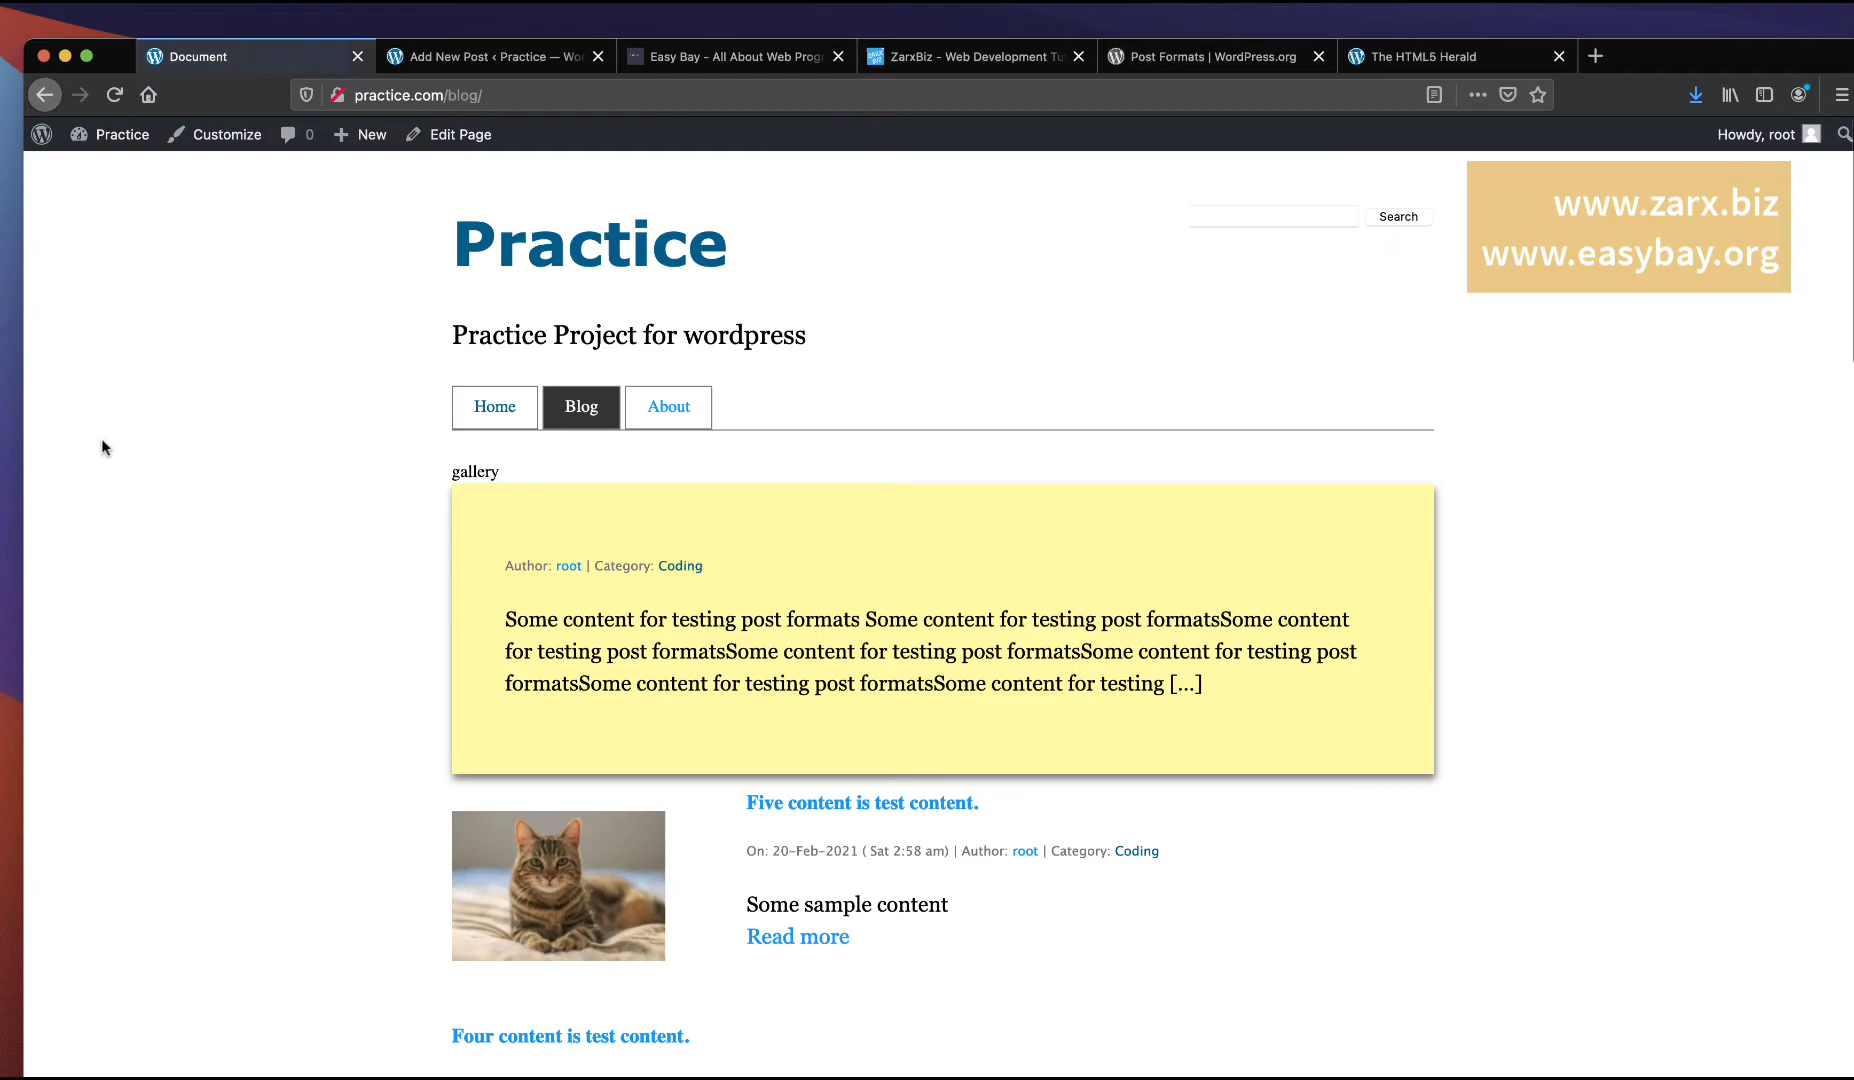 Document
Add New Post ‹ Practice — Wor
Easy Bay - All About Web Progr
ZarxBiz - Web Development Tu
Post Formats | WordPress.org
The HTML5 Herald
practice.com/blog/
Practice
Customize
0
New
Edit Page
Howdy, root
www.zarx.biz
www.easybay.org
Practice
Search
Practice Project for wordpress
Home
Blog
About
gallery
Author: root | Category: Coding
Some content for testing post formats Some content for testing post formatsSome content
for testing post formatsSome content for testing post formatsSome content for testing post
formatsSome content for testing post formatsSome content for testing [...]
Five content is test content.
On: 20-Feb-2021 ( Sat 2:58 am) | Author: root | Category: Coding
Some sample content
Read more
Four content is test content.